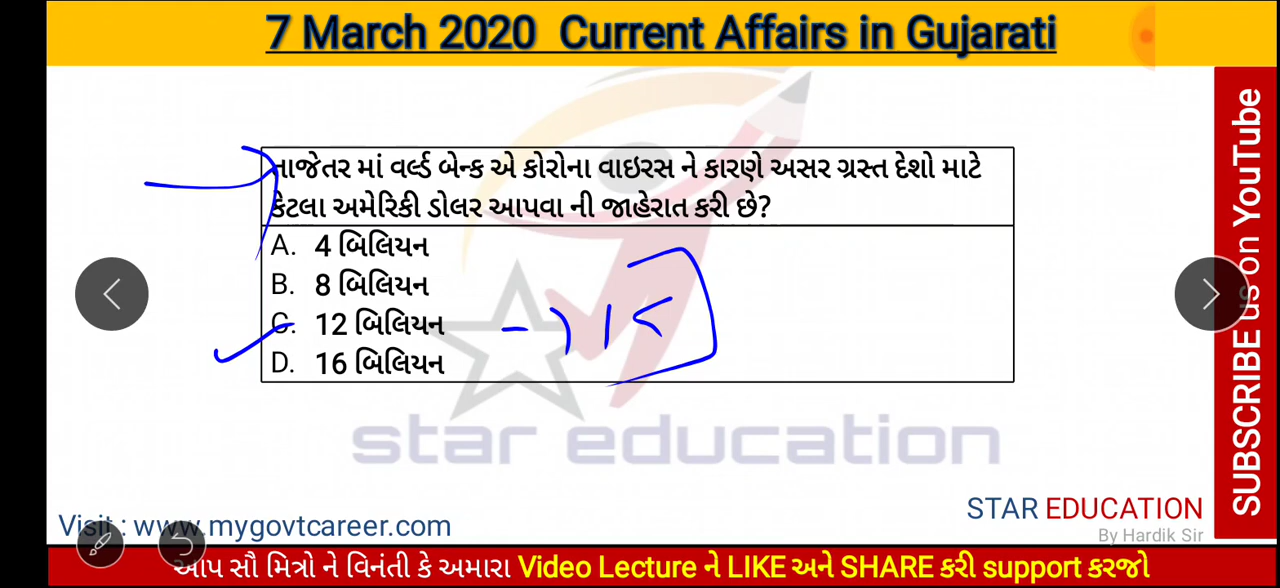 7 March 2020 Current Affairs in Gujarati
તાજેતર માં વર્લ્ડ બેન્ક એ કોરોના વાઇરસ ને કારણે અસર ગ્રસ્ત દેશો માટે
કેટલા અમેરિકી ડોલર આપવા ની જાહેરાત કરી છે?
A. 4 બિલિયન
B. 8 બિલિયન
C. 12 બિલિયન
D. 16 બિલિયન
star education
Visit : www.mygovtcareer.com
STAR EDUCATION
By Hardik Sir
આપ સૌ મિત્રો ને વિનંતી કે અમારા Video Lecture ને LIKE અને SHARE કરી support કરજો
SUBSCRIBE us on YouTube